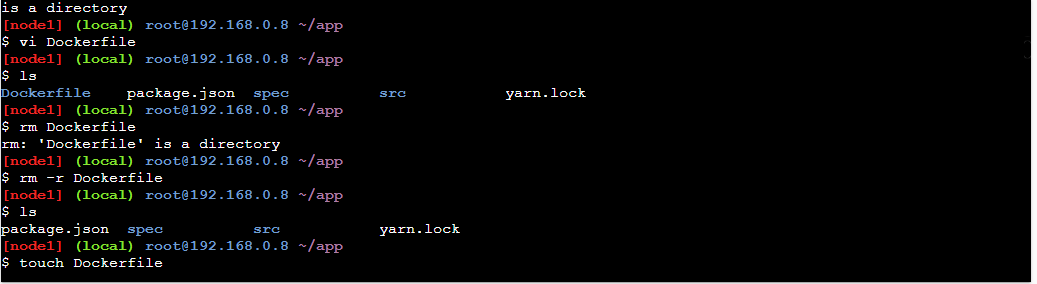 is a directory
[node1] (local) root@192.168.0.8 ~/app
$ vi Dockerfile
[node1] (local) root@192.168.0.8 ~/app
$ ls
Dockerfile    package.json  spec          src           yarn.lock
[node1] (local) root@192.168.0.8 ~/app
$ rm Dockerfile
rm: 'Dockerfile' is a directory
[node1] (local) root@192.168.0.8 ~/app
$ rm -r Dockerfile
[node1] (local) root@192.168.0.8 ~/app
$ ls
package.json  spec          src           yarn.lock
[node1] (local) root@192.168.0.8 ~/app
$ touch Dockerfile